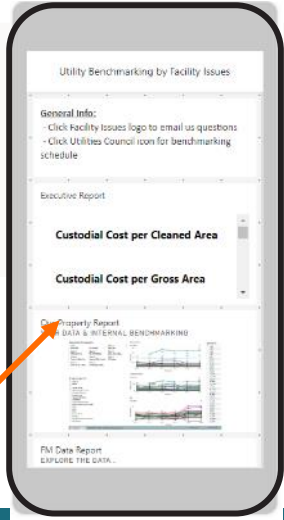 Utility Benchmarking by Facility Issues
General Info:
- Click Facility Issues logo to email us questions
- Click Utilities Council icon for benchmarking
schedule
Executive Report
Custodial Cost per Cleaned Area
Custodial Cost per Gross Area
Property Report
DATA & INTERNAL BENCHMARKING
FM Data Report
EXPLORE THE DATA..